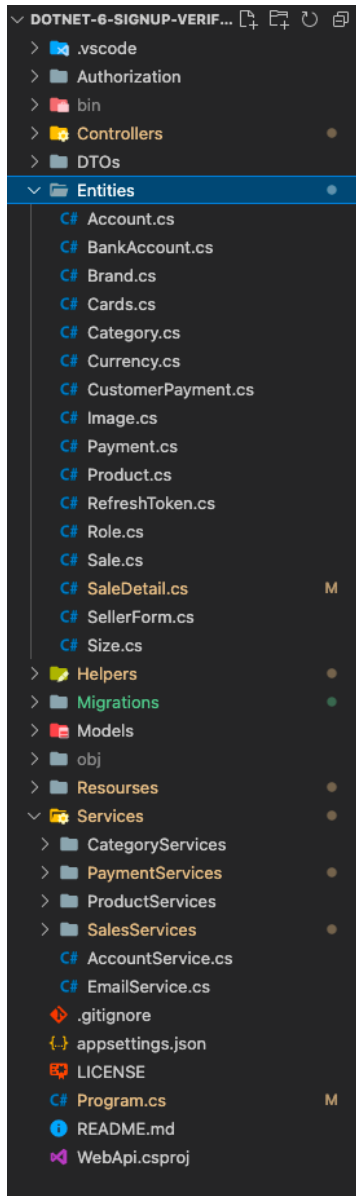 DOTNET-6-SIGNUP-VERIF...
.vscode
Authorization
bin
Controllers
DTOs
Entities
C# Account.cs
C# BankAccount.cs
C# Brand.cs
C# Cards.cs
C# Category.cs
C# Currency.cs
C# CustomerPayment.cs
C# Image.cs
C# Payment.cs
C# Product.cs
C# RefreshToken.cs
C# Role.cs
C# Sale.cs
C# SaleDetail.cs M
C# SellerForm.cs
C# Size.cs
Helpers
Migrations
Models
obj
Resourses
Services
CategoryServices
PaymentServices
ProductServices
SalesServices
C# AccountService.cs
C# EmailService.cs
.gitignore
{..} appsettings.json
LICENSE
C# Program.cs M
README.md
WebApi.csproj